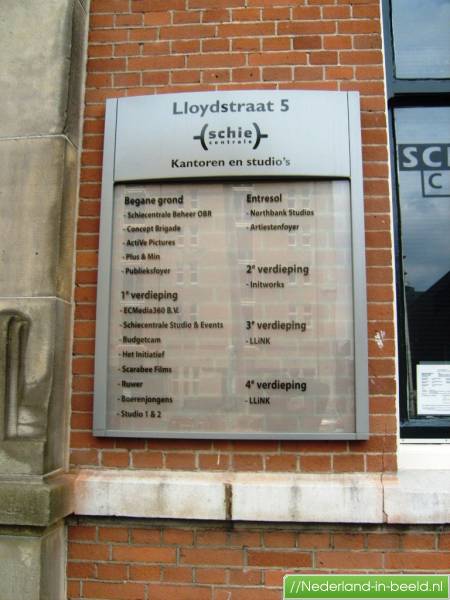 Lloydstraat 5
schie
centrale
Kantoren en studio's
Begane grond
- Schiecentrale Beheer OBR
- Concept Brigade
- ActiVe Pictures
- Plus & Min
- Publieksfoyer
1e verdieping
- ECMedia360 B.V.
- Schiecentrale Studio & Events
- Rudgetcam
- Het Initiatief
- Scarabee Films
- Ruwer
- Boerenjongens
- Studio 1 & 2
Entresol
- Northbank Studios
- Artiestenfoyer
2e verdieping
- Initworks
3e verdieping
- LLiNK
4e verdieping
- LLiNK
SCH
C
//Nederland-in-beeld.nl